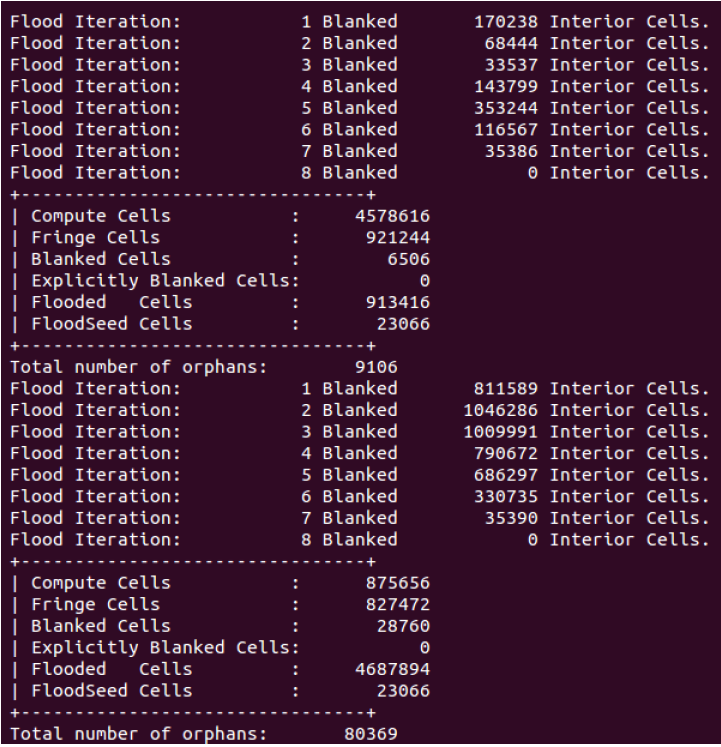 Flood Iteration:           1 Blanked       170238 Interior Cells.
Flood Iteration:           2 Blanked        68444 Interior Cells.
Flood Iteration:           3 Blanked        33537 Interior Cells.
Flood Iteration:           4 Blanked       143799 Interior Cells.
Flood Iteration:           5 Blanked       353244 Interior Cells.
Flood Iteration:           6 Blanked       116567 Interior Cells.
Flood Iteration:           7 Blanked        35386 Interior Cells.
Flood Iteration:           8 Blanked            0 Interior Cells.
+--------------------------------+
| Compute Cells           :     4578616
| Fringe Cells            :      921244
| Blanked Cells           :        6506
| Explicitly Blanked Cells:           0
| Flooded   Cells         :      913416
| FloodSeed Cells         :       23066
+--------------------------------+
Total number of orphans:        9106
Flood Iteration:           1 Blanked       811589 Interior Cells.
Flood Iteration:           2 Blanked      1046286 Interior Cells.
Flood Iteration:           3 Blanked      1009991 Interior Cells.
Flood Iteration:           4 Blanked       790672 Interior Cells.
Flood Iteration:           5 Blanked       686297 Interior Cells.
Flood Iteration:           6 Blanked       330735 Interior Cells.
Flood Iteration:           7 Blanked        35390 Interior Cells.
Flood Iteration:           8 Blanked            0 Interior Cells.
+--------------------------------+
| Compute Cells           :      875656
| Fringe Cells            :      827472
| Blanked Cells           :       28760
| Explicitly Blanked Cells:           0
| Flooded   Cells         :     4687894
| FloodSeed Cells         :       23066
+--------------------------------+
Total number of orphans:       80369